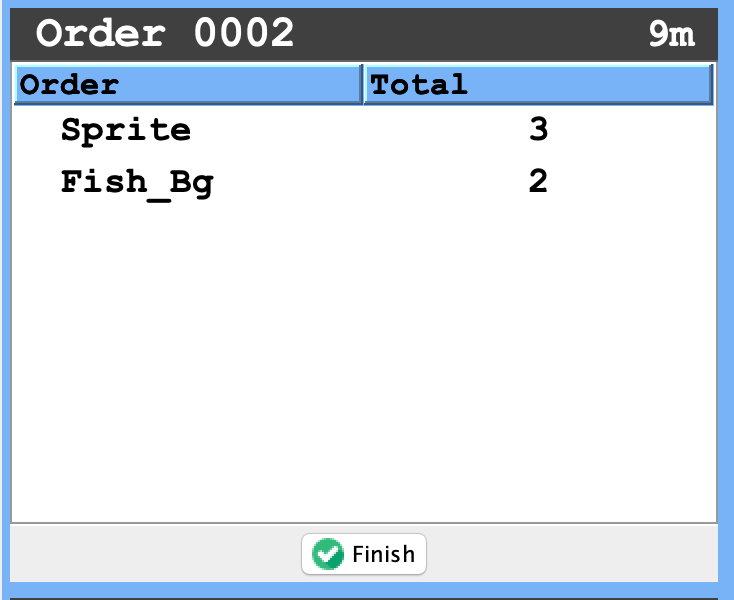 Order 0002 9m
Order Total
Sprite 3
Fish_Bg 2
Finish